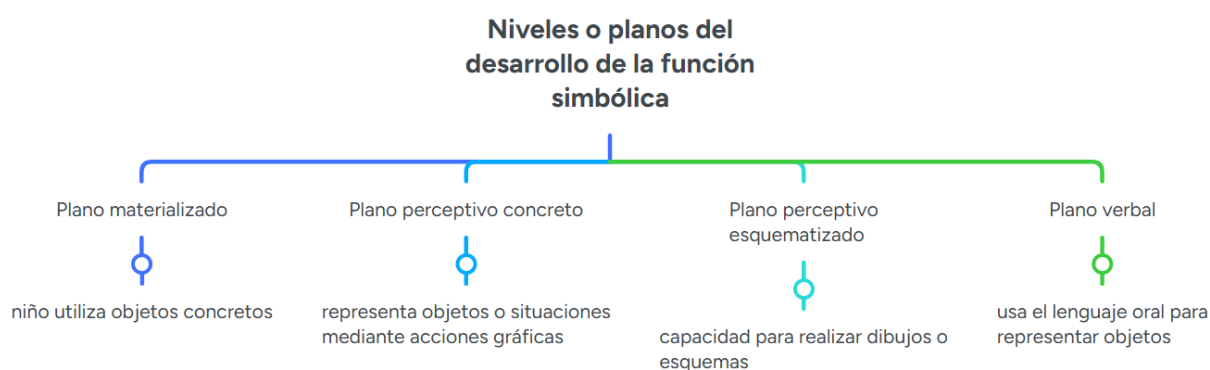 Niveles o planos del
desarrollo de la función
simbólica
Plano materializado
niño utiliza objetos concretos
Plano perceptivo concreto
representa objetos o situaciones
mediante acciones gráficas
Plano perceptivo
esquematizado
capacidad para realizar dibujos o
esquemas
Plano verbal
usa el lenguaje oral para
representar objetos